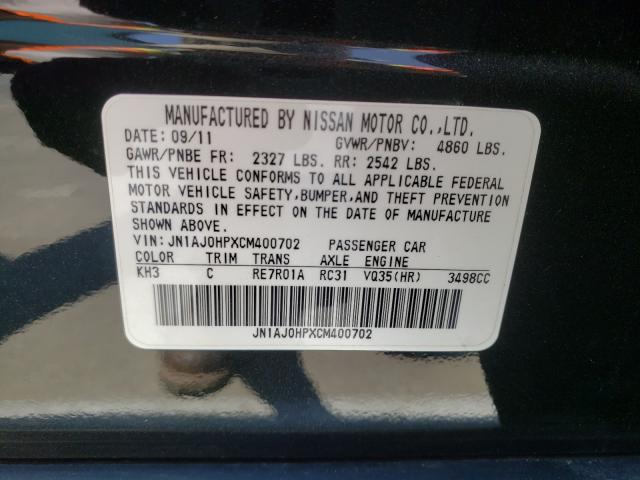 MANUFACTURED BY NISSAN MOTOR CO.,LTD.
DATE: 09/11 GVWR/PNBV: 4860 LBS.
GAWR/PNBE FR: 2327 LBS. RR: 2542 LBS.
THIS VEHICLE CONFORMS TO ALL APPLICABLE FEDERAL
MOTOR VEHICLE SAFETY,BUMPER,AND THEFT PREVENTION
STANDARDS IN EFFECT ON THE DATE OF MANUFACTURE
SHOWN ABOVE.
VIN: JN1AJ0HPXCM400702 PASSENGER CAR
COLOR TRIM TRANS AXLE ENGINE
KH3 C RE7R01A RC31 VQ35(HR) 3498CC
JN1AJ0HPXCM400702